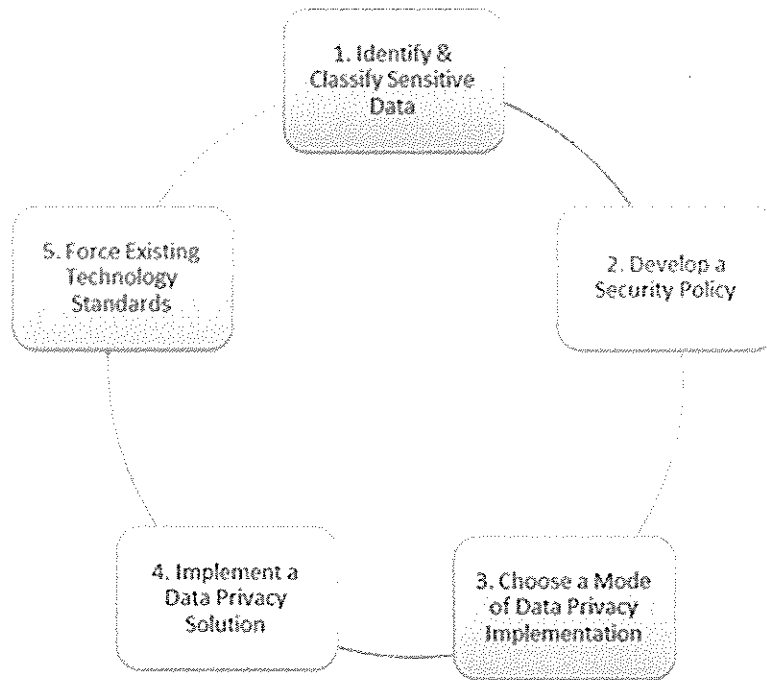 1. Identify &
Classify Sensitive
Data
2. Develop a
Security Policy
3. Choose a Mode
of Data Privacy
Implementation
4. Implement a
Data Privacy
Solution
5. Force Existing
Technology
Standards